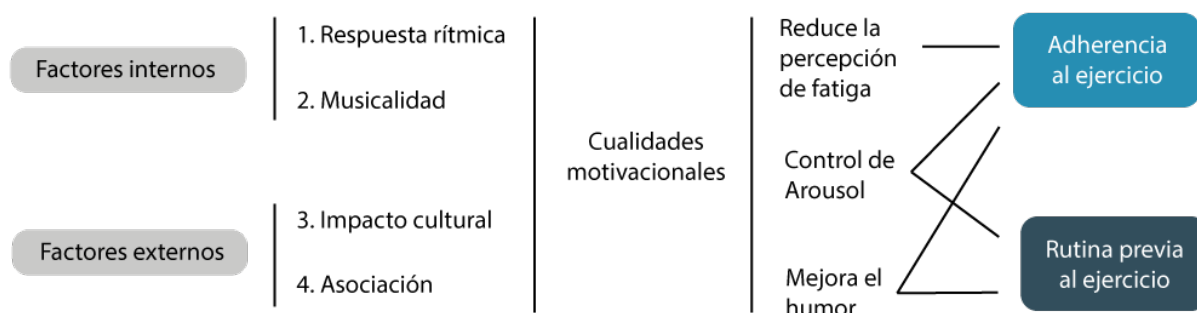 Factores internos
1. Respuesta rítmica
2. Musicalidad
Factores externos
3. Impacto cultural
4. Asociación
Cualidades
motivacionales
Reduce la
percepción
de fatiga
Control de
Arousol
Mejora el
humor
Adherencia
al ejercicio
Rutina previa
al ejercicio